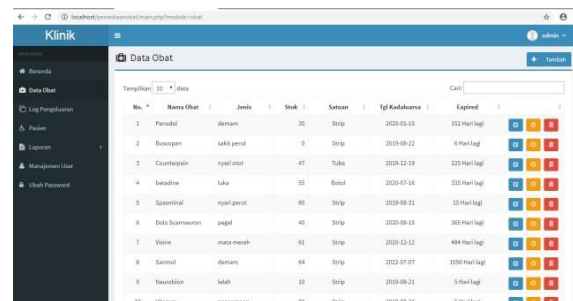 localhost/persediaanobat/main.php?module=obat
Klinik
admin
Data Obat
Tambah
Beranda
Data Obat
Log Pengeluaran
Pasien
Laporan
Manajemen User
Ubah Password
Tampilkan 10 data
Cari:
No. Nama Obat Jenis Stok Satuan Tgl Kadaluarsa Expired
1 Panadol demam 30 Strip 2020-01-15 152 Hari lagi
2 Buscopan sakit perut 0 Strip 2019-08-22 6 Hari lagi
3 Counterpain nyeri otot 47 Tube 2019-12-19 125 Hari lagi
4 betadine luka 55 Botol 2020-07-16 335 Hari lagi
5 Spasminal nyeri perut 60 Strip 2019-08-31 15 Hari lagi
6 Dolo Scanneuron pegal 40 Strip 2020-08-15 365 Hari lagi
7 Visine mata merah 61 Strip 2020-12-12 484 Hari lagi
8 Sanmol demam 64 Strip 2022-07-07 1056 Hari lagi
9 Neurobion lelah 10 Strip 2019-08-21 5 Hari lagi